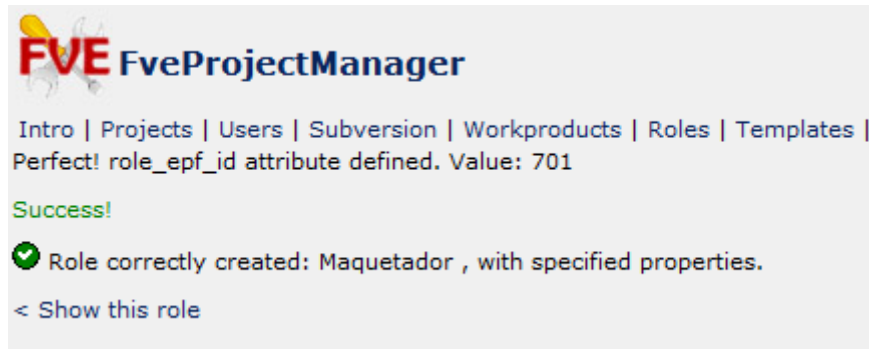 FVE FveProjectManager
Intro | Projects | Users | Subversion | Workproducts | Roles | Templates |
Perfect! role_epf_id attribute defined. Value: 701
Success!
Role correctly created: Maquetador , with specified properties.
< Show this role